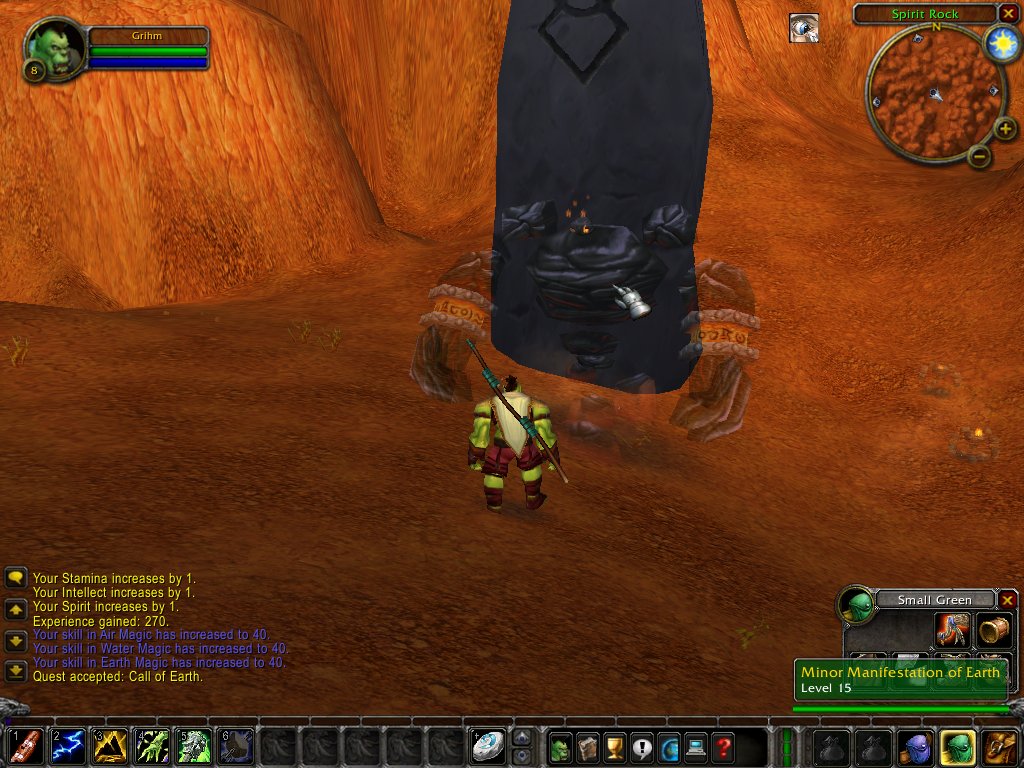 Grihm
8
Spirit Rock
N
Your Stamina increases by 1.
Your Intellect increases by 1.
Your Spirit increases by 1.
Experience gained: 270.
Your skill in Air Magic has increased to 40.
Your skill in Water Magic has increased to 40.
Your skill in Earth Magic has increased to 40.
Quest accepted: Call of Earth.
Small Green
Minor Manifestation of Earth
Level 15
1 2 3 4 5 6